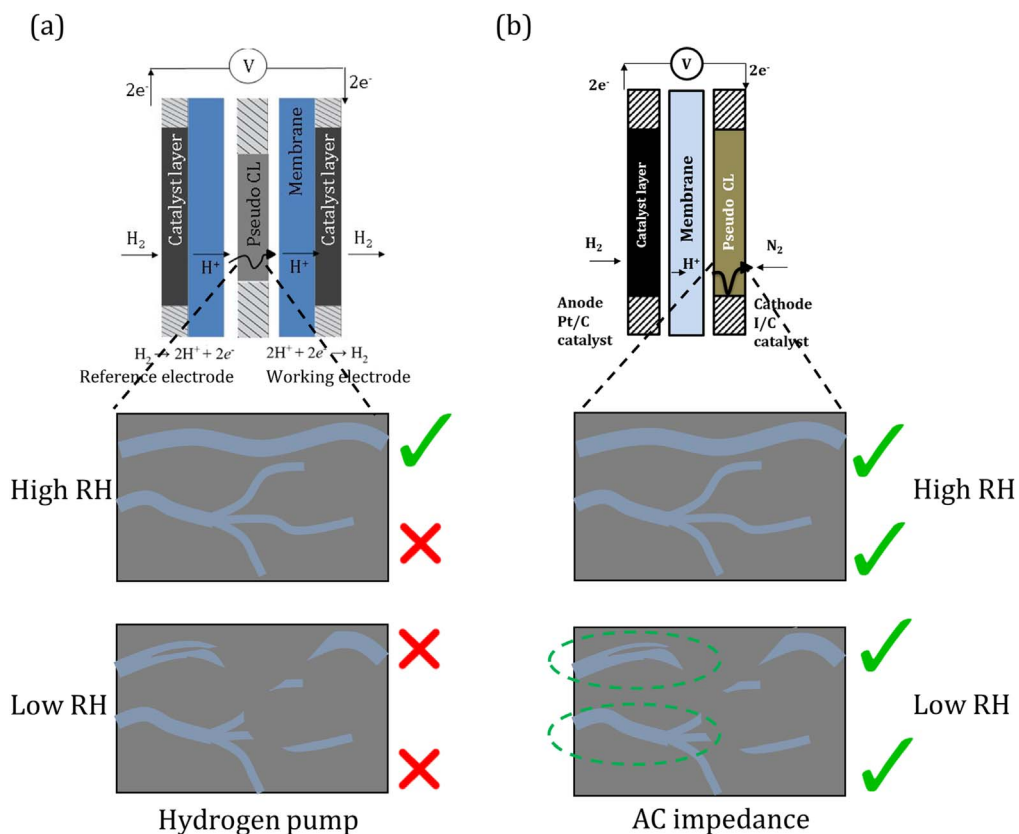 (a)
V
2e⁻
2e⁻
Catalyst layer
Pseudo CL
Membrane
Catalyst layer
H₂
H⁺
H⁺
H₂
H₂ → 2H⁺ + 2e⁻
2H⁺ + 2e⁻ ↔ H₂
Reference electrode
Working electrode
High RH
Low RH
Hydrogen pump
(b)
V
2e⁻
2e⁻
Catalyst layer
Membrane
Pseudo CL
H₂
H⁺
N₂
Anode
Pt/C
catalyst
Cathode
I/C
catalyst
High RH
Low RH
AC impedance